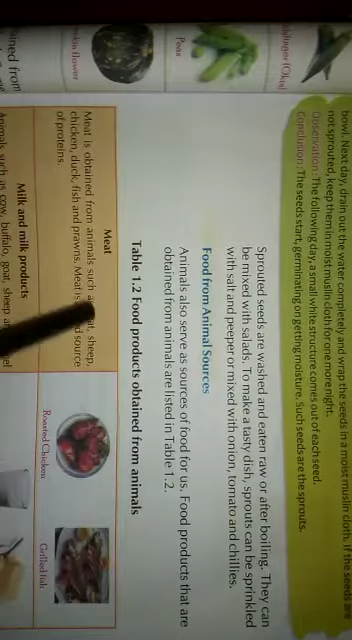 bowl. Next day, drain out the water completely and wrap the seeds in a moist muslin cloth. If the seeds are
not sprouted, keep them in moist muslin cloth for one more night.
Observation : The following day, a small white structure comes out of each seed.
Conclusion : The seeds start, germinating on getting moisture. Such seeds are the sprouts.
Sprouted seeds are washed and eaten raw or after boiling. They can
be mixed with salads. To make a tasty dish, sprouts can be sprinkled
with salt and peeper or mixed with onion, tomato and chillies.
Food from Animal Sources
Animals also serve as sources of food for us. Food products that are
obtained from animals are listed in Table 1.2.
Table 1.2 Food products obtained from animals
Meat
Meat is obtained from animals such sheep,
chicken, duck, fish and prawns. Meat is source
of proteins.
Roasted Chicken
Grilled fish
Milk and milk products
Animals such as cow, buffalo, goat, sheep
Peas
flower